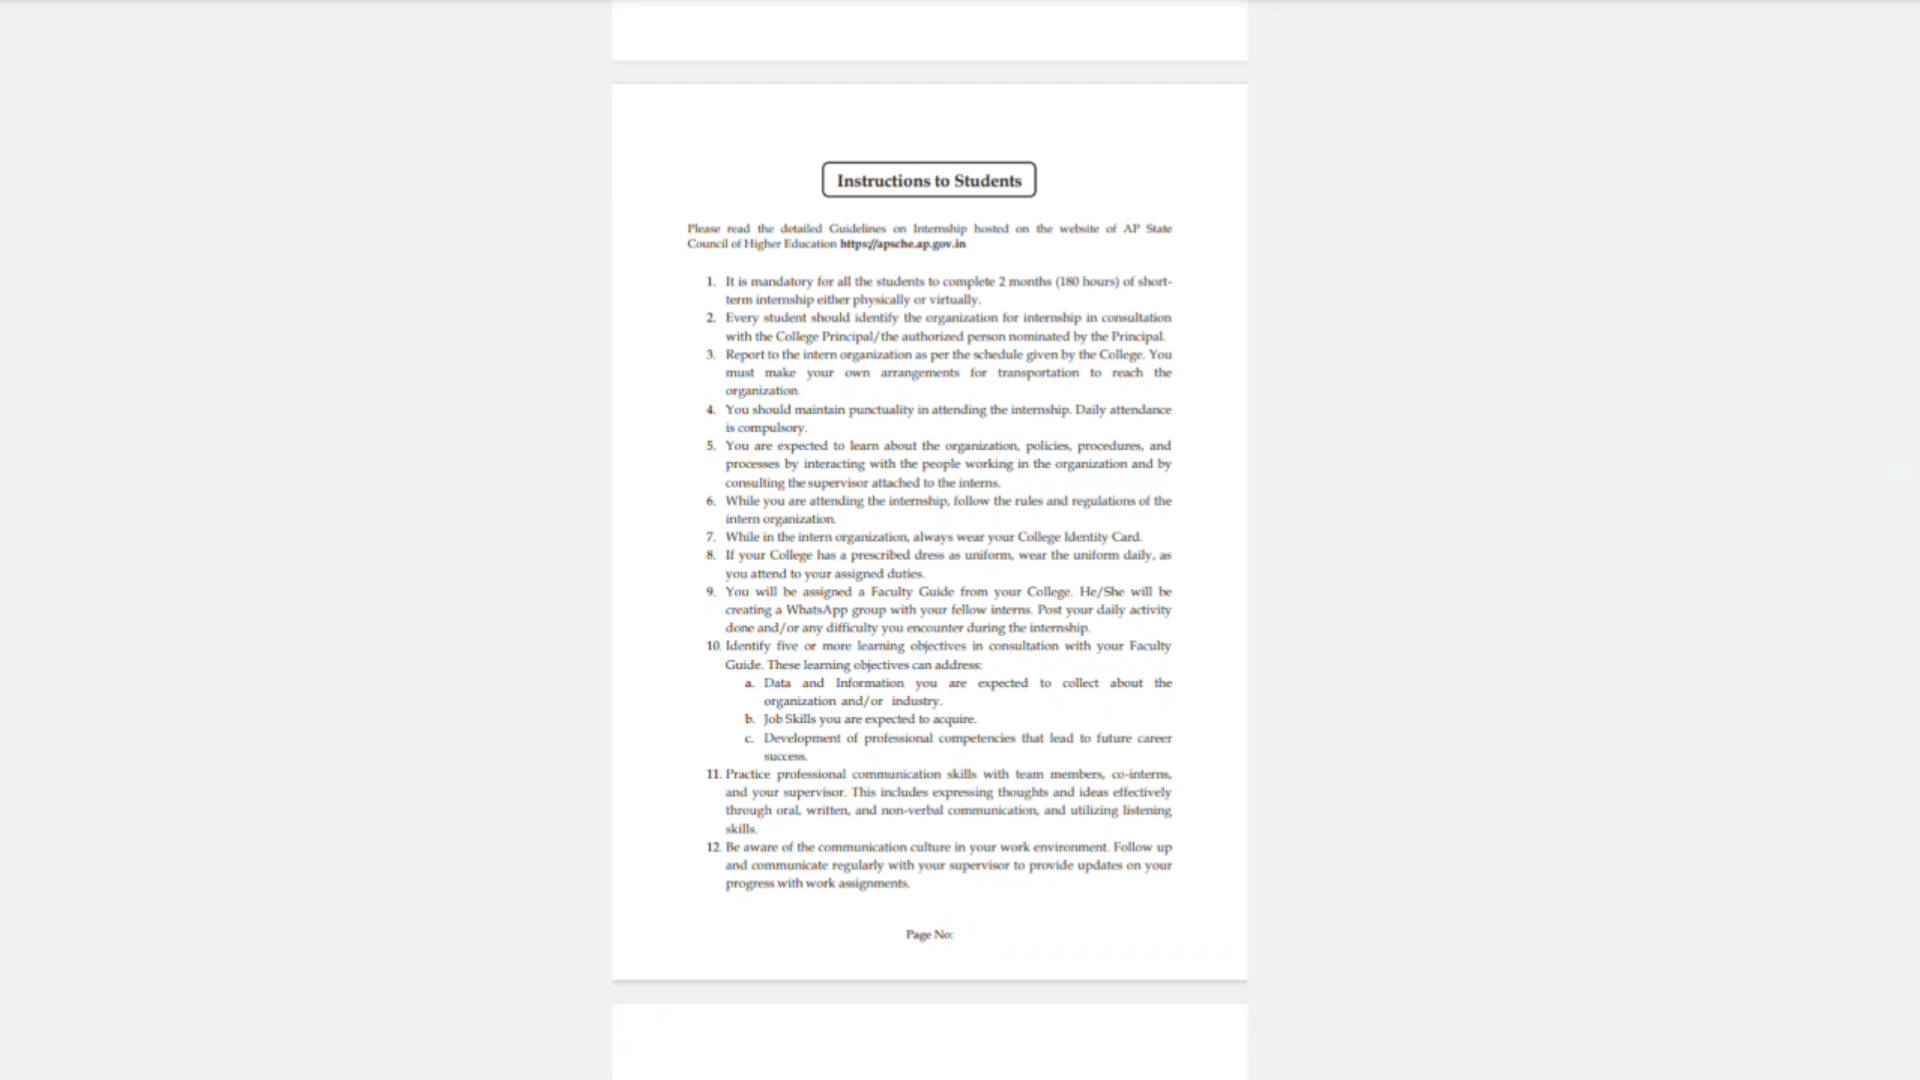 Instructions to Students
Please read the detailed Guidelines on Internship hosted on the website of AP State
Council of Higher Education https://apsche.ap.gov.in
1. It is mandatory for all the students to complete 2 months (180 hours) of short-
term internship either physically or virtually.
2. Every student should identify the organization for internship in consultation
with the College Principal/the authorized person nominated by the Principal.
3. Report to the intern organization as per the schedule given by the College. You
must make your own arrangements for transportation to reach the
organization.
4. You should maintain punctuality in attending the internship. Daily attendance
is compulsory.
5. You are expected to learn about the organization, policies, procedures, and
processes by interacting with the people working in the organization and by
consulting the supervisor attached to the interns.
6. While you are attending the internship, follow the rules and regulations of the
intern organization.
7. While in the intern organization, always wear your College Identity Card.
8. If your College has a prescribed dress as uniform, wear the uniform daily, as
you attend to your assigned duties.
9. You will be assigned a Faculty Guide from your College. He/She will be
creating a WhatsApp group with your fellow interns. Post your daily activity
done and/or any difficulty you encounter during the internship.
10. Identify five or more learning objectives in consultation with your Faculty
Guide. These learning objectives can address:
a. Data and Information you are expected to collect about the
organization and/or industry.
b. Job Skills you are expected to acquire.
c. Development of professional competencies that lead to future career
success.
11. Practice professional communication skills with team members, co-interns,
and your supervisor. This includes expressing thoughts and ideas effectively
through oral, written, and non-verbal communication, and utilizing listening
skills.
12. Be aware of the communication culture in your work environment. Follow up
and communicate regularly with your supervisor to provide updates on your
progress with work assignments.
Page No: